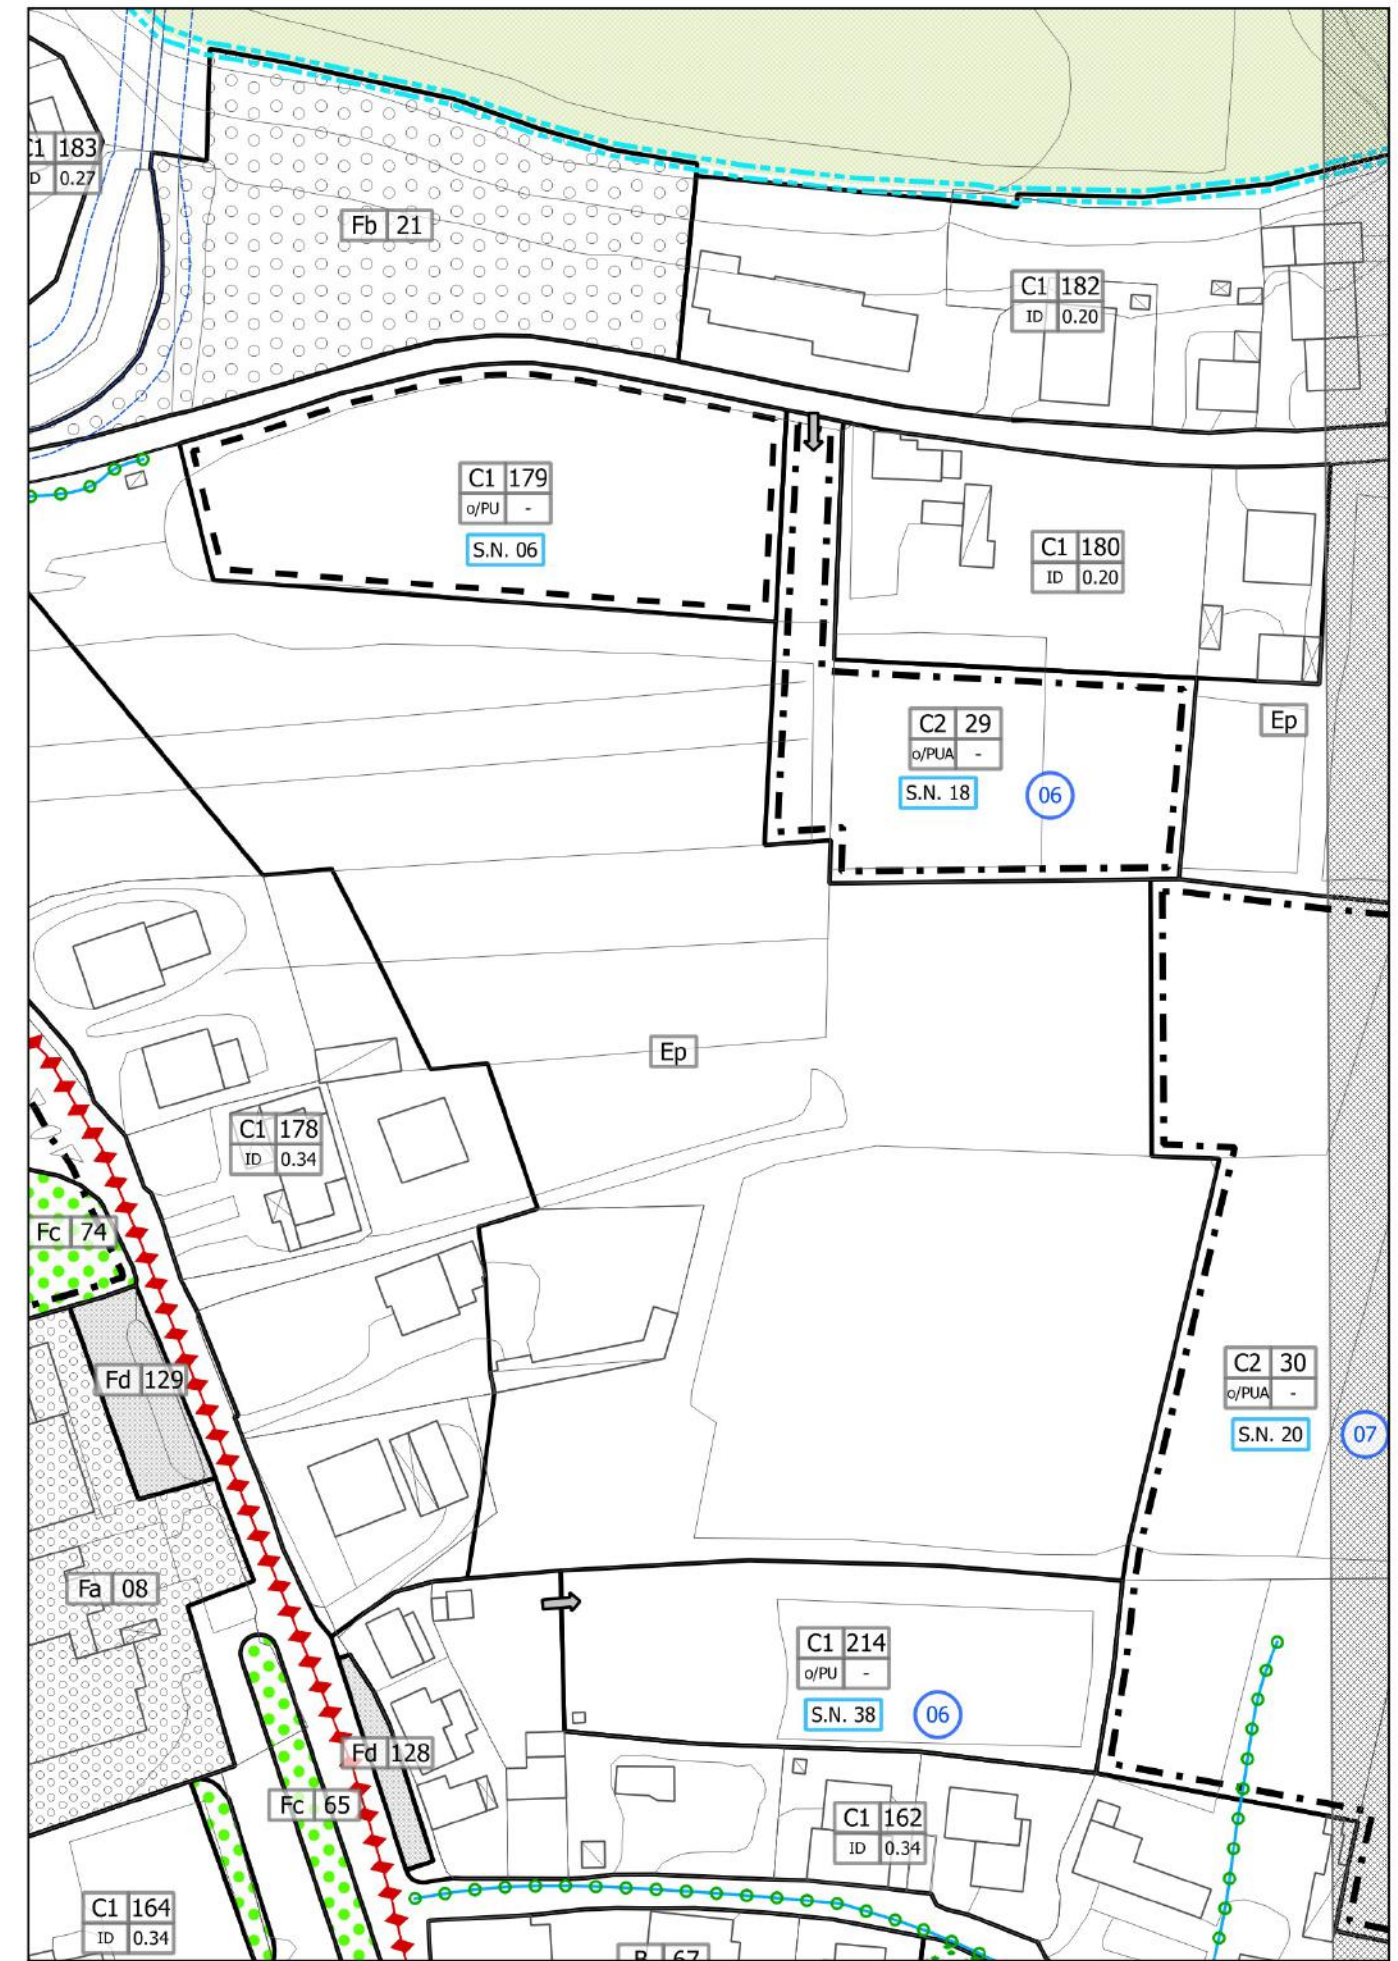 C1 183
D 0.27
Fb 21
C1 182
ID 0.20
C1 179
o/PU -
S.N. 06
C1 180
ID 0.20
C2 29
o/PUA -
S.N. 18
06
Ep
Ep
C1 178
ID 0.34
Fc 74
Fd 129
C2 30
o/PUA -
S.N. 20
07
Fa 08
C1 214
o/PU -
S.N. 38
06
Fd 128
Fc 65
C1 162
ID 0.34
C1 164
ID 0.34
B 67